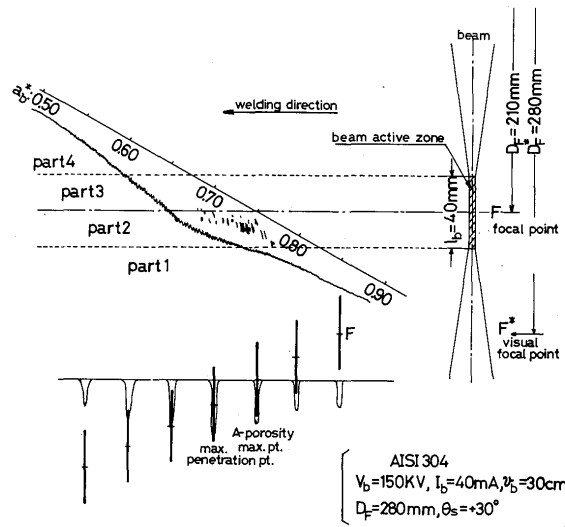 beam
D_F* = 210mm
D_F = 280mm
welding direction
beam active zone
a_b*: 0.50
0.60
0.70
0.80
0.90
part4
part3
part2
part1
l_b = 40mm
F
focal point
F*
visual
focal point
F
A-porosity
max. pt.
max.
penetration pt.
AISI 304
V_b=150KV, I_b=40mA, v_b=30cm
D_F=280mm, θ_s=+30°